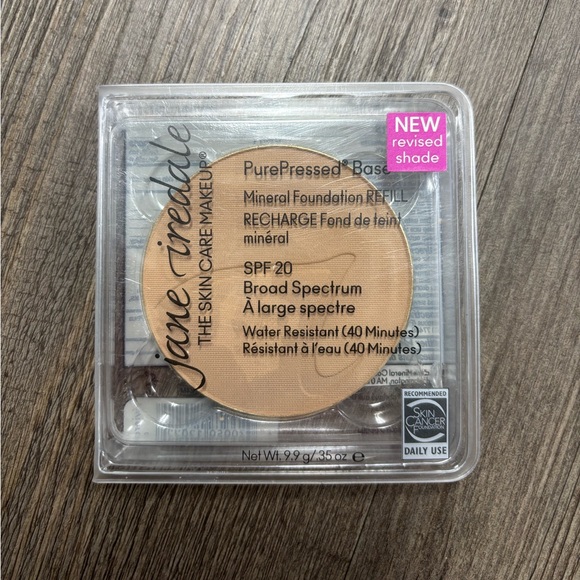 jane iredale
THE SKIN CARE MAKEUP®
NEW
revised
shade
PurePressed® Base
Mineral Foundation REFILL
RECHARGE Fond de teint
minéral
SPF 20
Broad Spectrum
À large spectre
Water Resistant (40 Minutes)
Résistant à l'eau (40 Minutes)
RECOMMENDED
SKIN
CANCER
FOUNDATION
DAILY USE
Net Wt. 9.9 g/.35 oz e